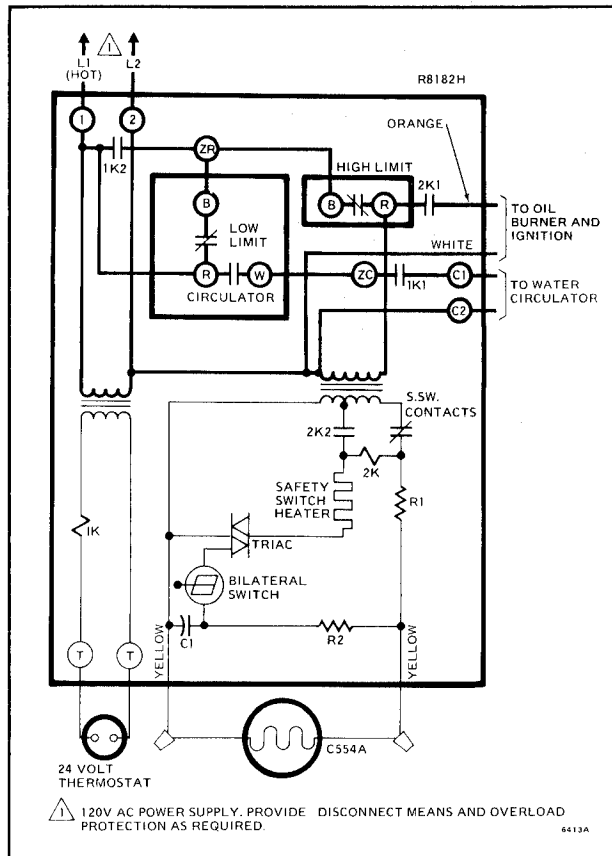 L1
(HOT)
1
L2
R8182H
1
2
ORANGE
1K2
ZR
HIGH LIMIT
2K1
B
B
R
TO OIL
BURNER AND
IGNITION
LOW
LIMIT
WHITE
R
W
ZC
1K1
C1
CIRCULATOR
TO WATER
CIRCULATOR
C2
S.SW.
CONTACTS
2K2
2K
SAFETY
SWITCH
HEATER
R1
1K
TRIAC
BILATERAL
SWITCH
C1
R2
YELLOW
YELLOW
T
T
C554A
24 VOLT
THERMOSTAT
1 120V AC POWER SUPPLY. PROVIDE DISCONNECT MEANS AND OVERLOAD
PROTECTION AS REQUIRED.
6413A